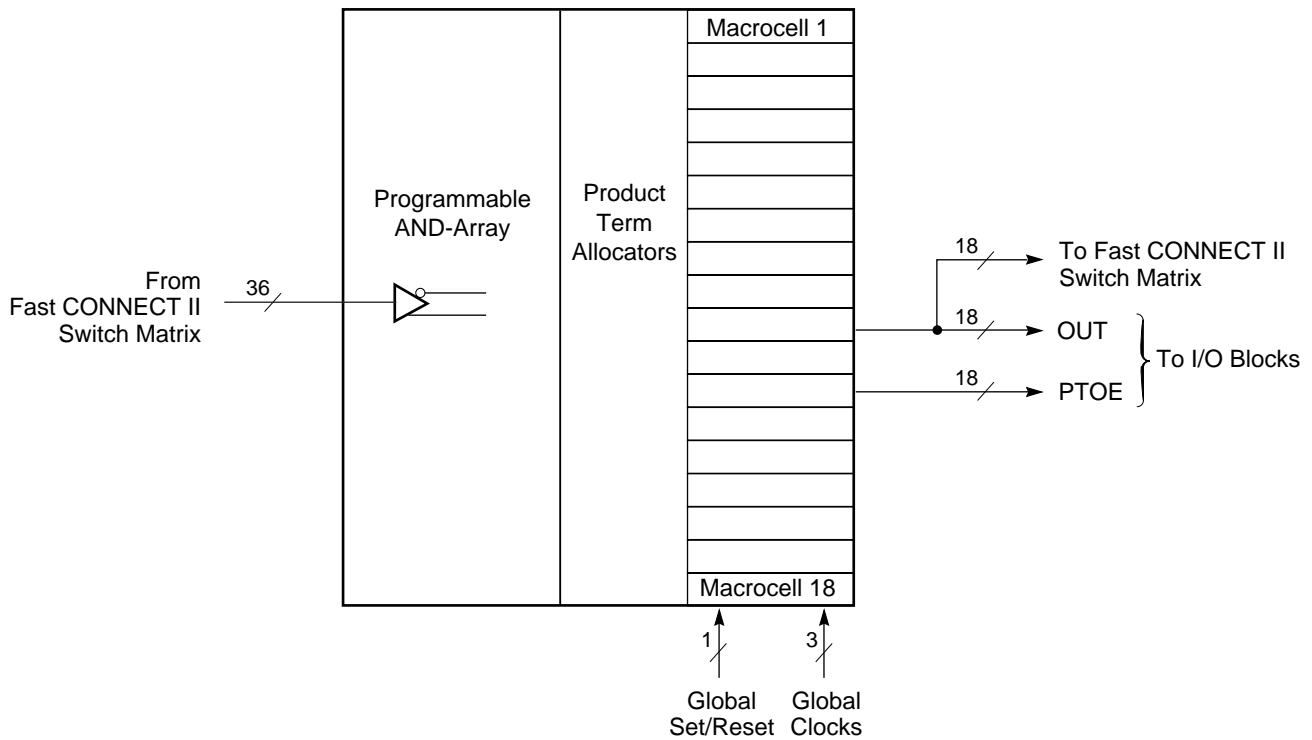 Macrocell 1
Programmable
AND-Array
Product
Term
Allocators
From
Fast CONNECT II
Switch Matrix
36
18
To Fast CONNECT II
Switch Matrix
18
OUT
To I/O Blocks
18
PTOE
Macrocell 18
1
3
Global
Set/Reset
Global
Clocks